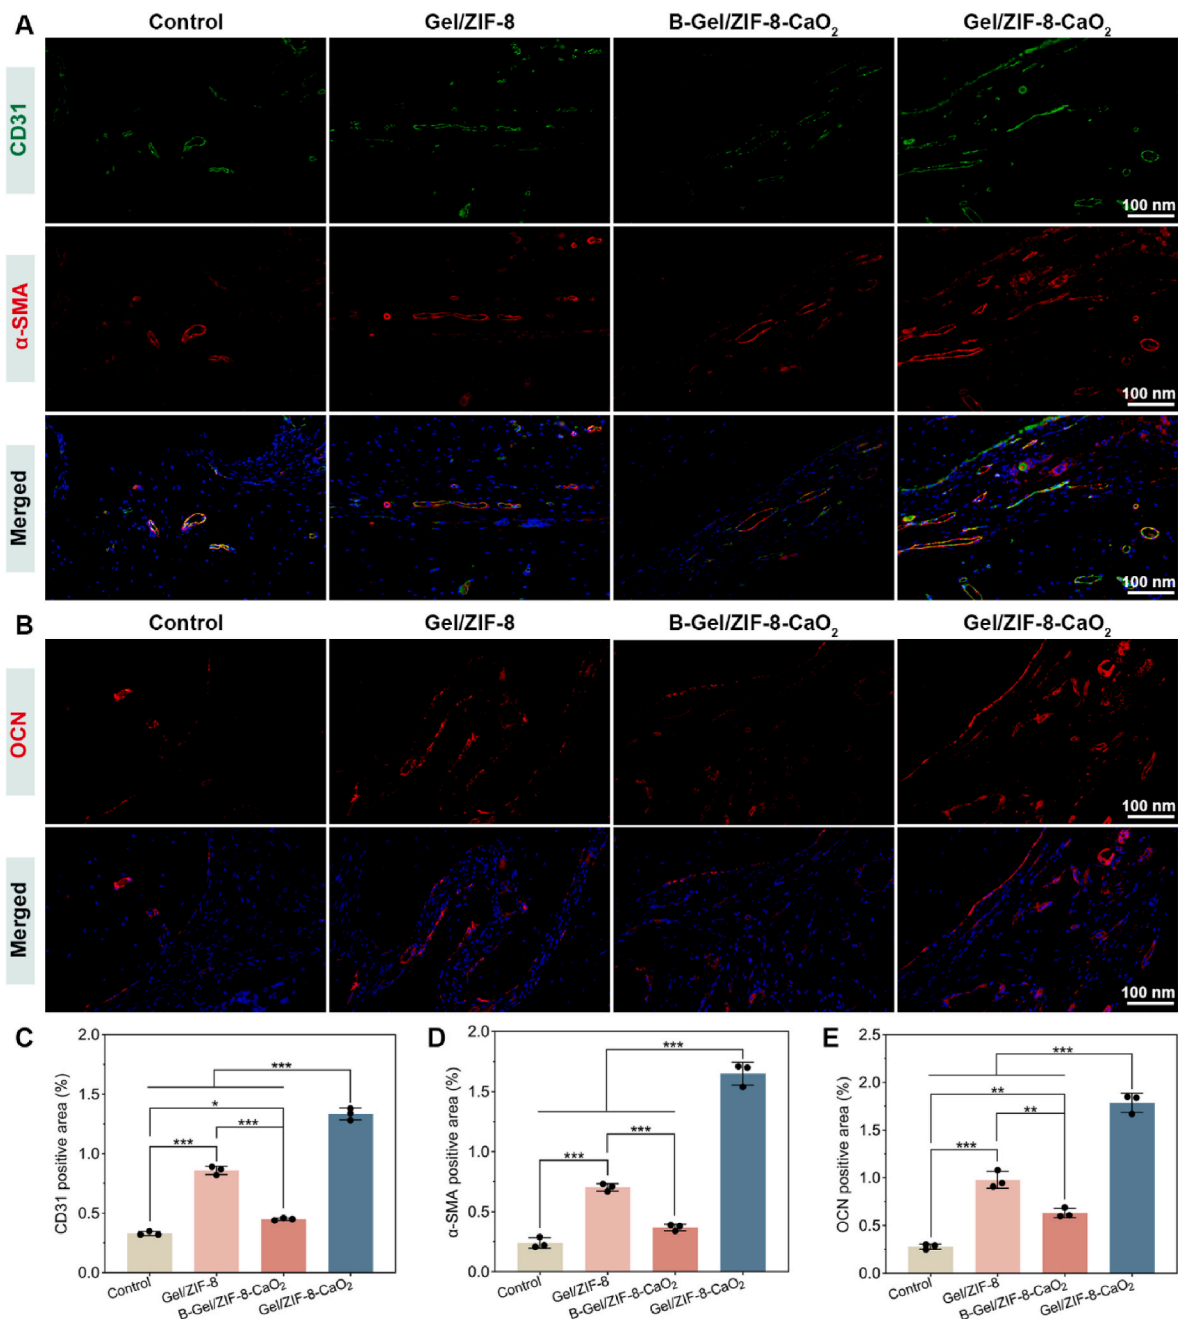 A
Control
Gel/ZIF-8
B-Gel/ZIF-8-CaO₂
Gel/ZIF-8-CaO₂
CD31
100 nm
α-SMA
100 nm
Merged
100 nm
B
Control
Gel/ZIF-8
B-Gel/ZIF-8-CaO₂
Gel/ZIF-8-CaO₂
OCN
100 nm
Merged
100 nm
C
CD31 positive area (%)
2.0
1.5
1.0
0.5
0.0
***
*
***
***
Control
Gel/ZIF-8
B-Gel/ZIF-8-CaO₂
Gel/ZIF-8-CaO₂
D
α-SMA positive area (%)
2.0
1.5
1.0
0.5
0.0
***
***
***
Control
Gel/ZIF-8
B-Gel/ZIF-8-CaO₂
Gel/ZIF-8-CaO₂
E
OCN positive area (%)
2.5
2.0
1.5
1.0
0.5
0.0
***
**
**
***
Control
Gel/ZIF-8
B-Gel/ZIF-8-CaO₂
Gel/ZIF-8-CaO₂